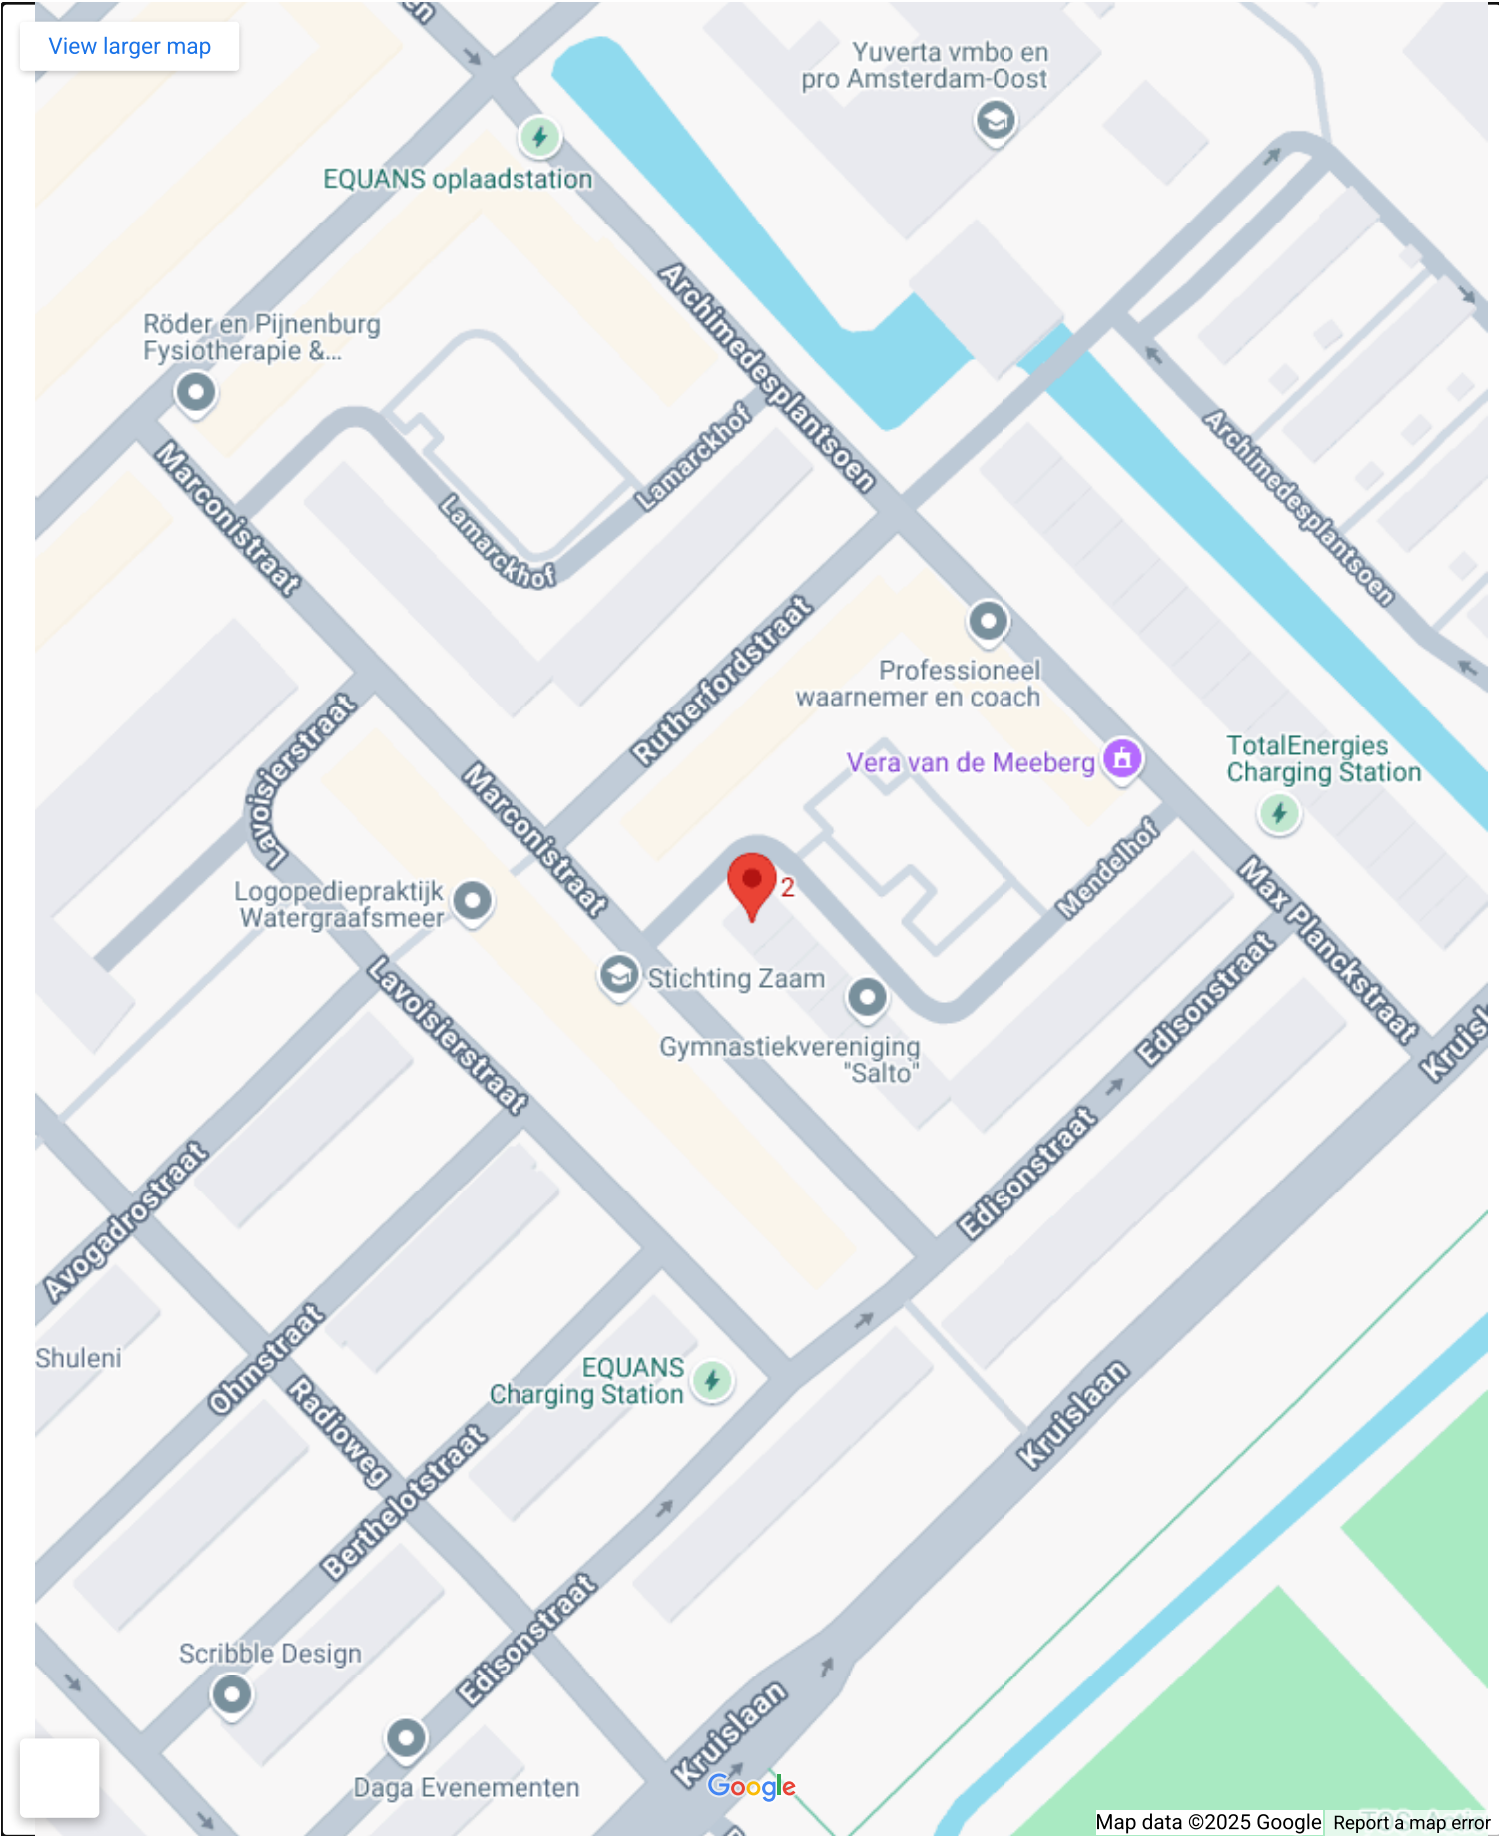 View larger map
en
Yuverta vmbo en
pro Amsterdam-Oost
EQUANS oplaadstation
Archimedesplantsoen
Röder en Pijnenburg
Fysiotherapie &...
Lamarckhof
Lamarckhof
Archimedesplantsoen
Marconistraat
Rutherfordstraat
Professioneel
waarnemer en coach
Lavoisierstraat
Vera van de Meeberg
TotalEnergies
Charging Station
Marconistraat
Mendelhof
Max Planckstraat
2
Logopediepraktijk
Watergraafsmeer
Stichting Zaam
Lavoisierstraat
Edisonstraat
Kruisl
Gymnastiekvereniging
"Salto"
Avogadrostraat
Edisonstraat
Shuleni
Ohmstraat
EQUANS
Charging Station
Radioweg
Kruislaan
Berthelotstraat
Edisonstraat
Scribble Design
Kruislaan
Daga Evenementen
Google
Map data ©2025 Google
Report a map error